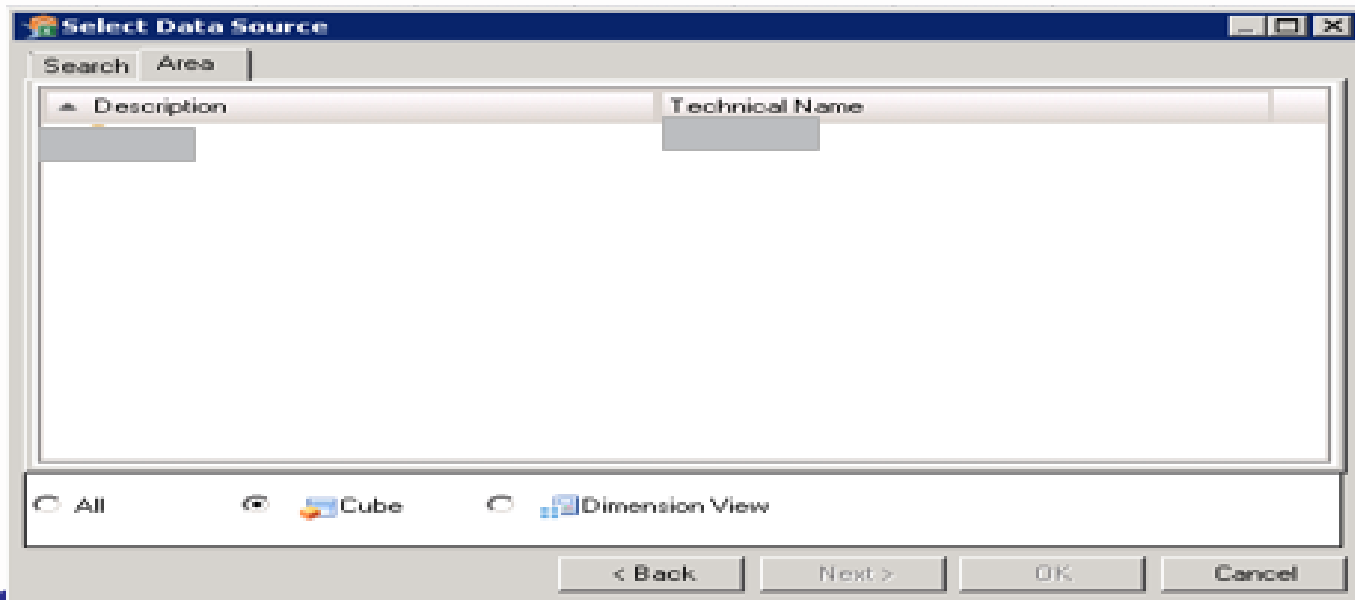 Select Data Source
Search Area
Description Technical Name
All Cube Dimension View
< Back Next > OK Cancel